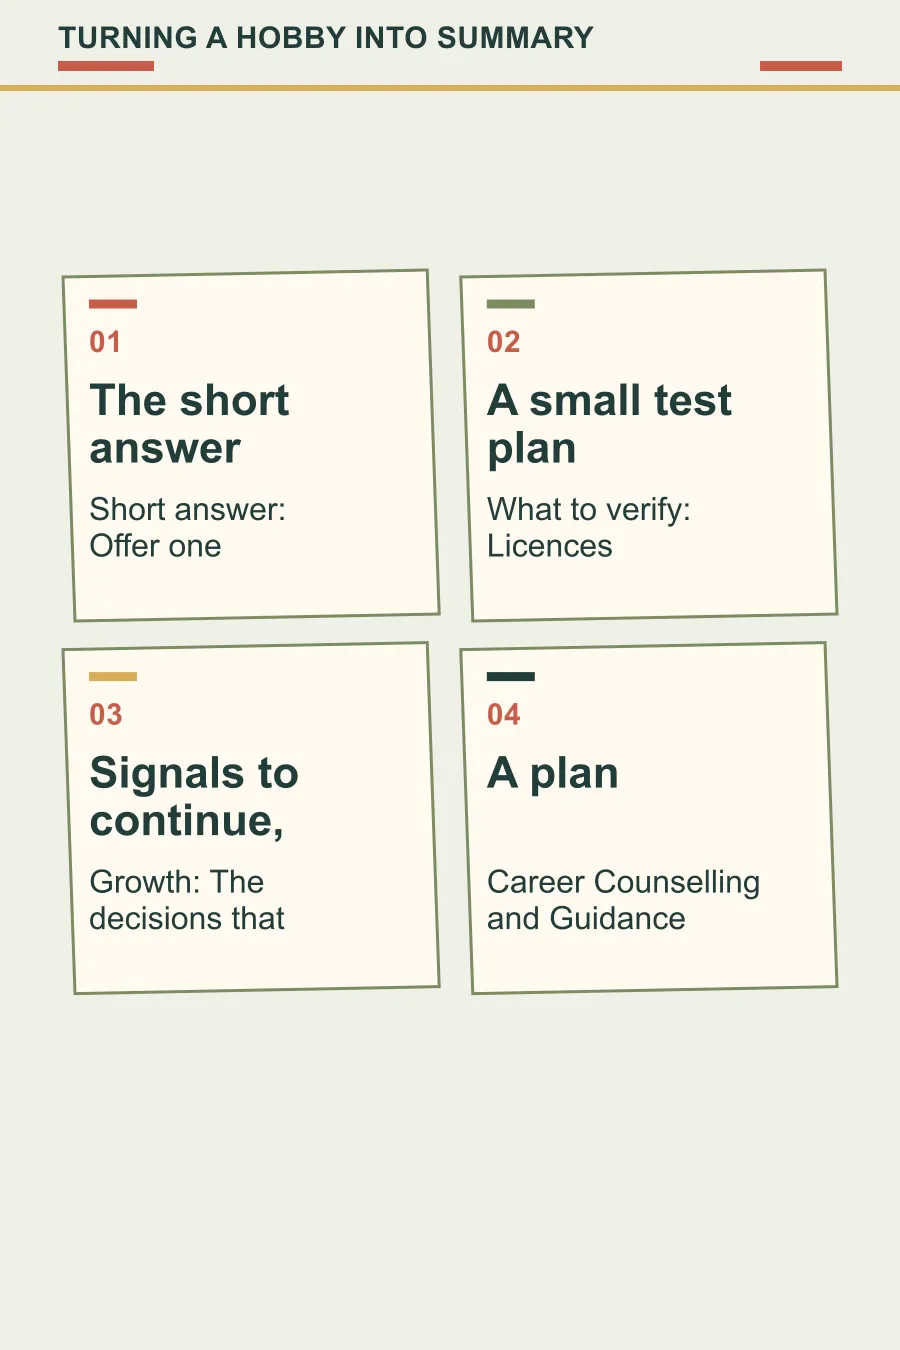 TURNING A HOBBY INTO SUMMARY
01
The short
answer
Short answer:
Offer one
02
A small test
plan
What to verify:
Licences
03
Signals to
continue,
Growth: The
decisions that
04
A plan
Career Counselling
and Guidance